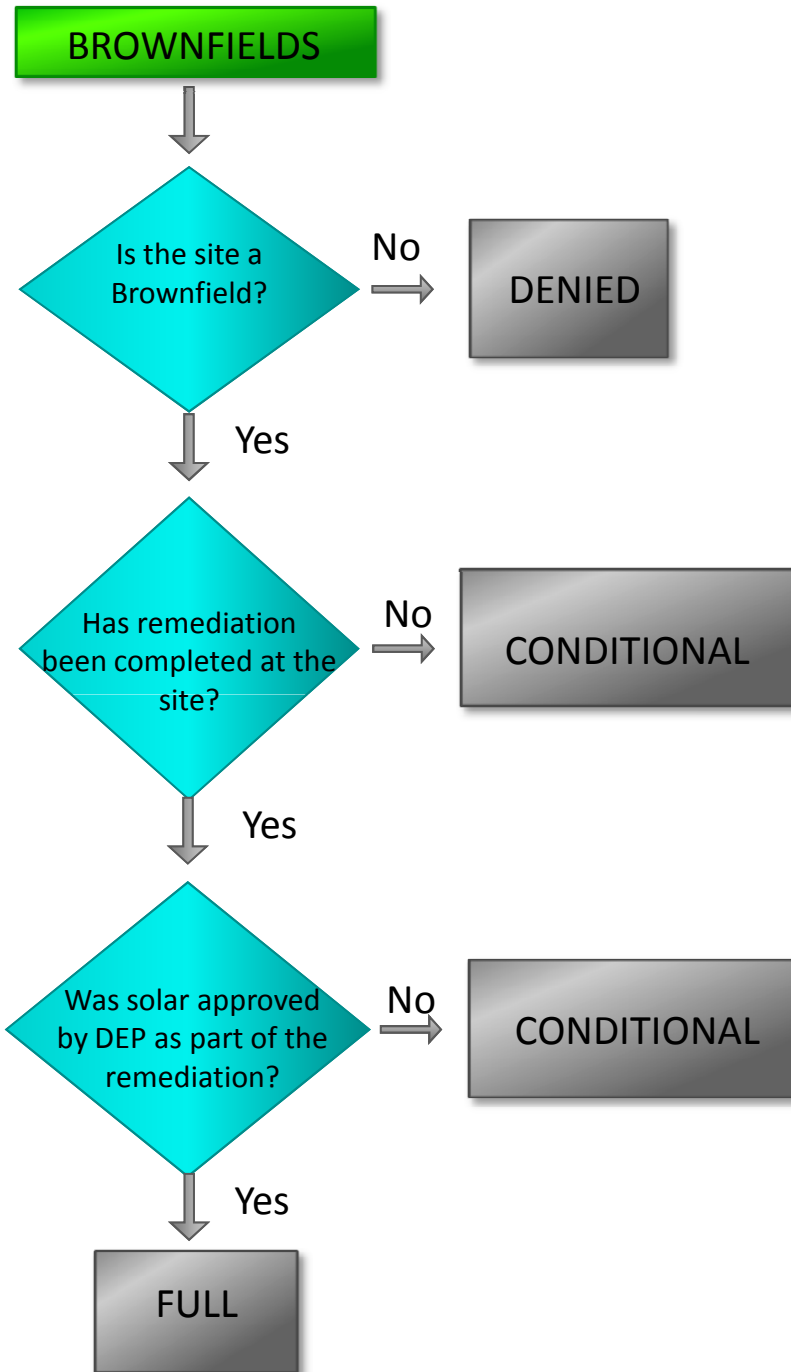 BROWNFIELDS
Is the site a
Brownfield?
No
DENIED
Yes
Has remediation
been completed at the
site?
No
CONDITIONAL
Yes
Was solar approved
by DEP as part of the
remediation?
No
CONDITIONAL
Yes
FULL